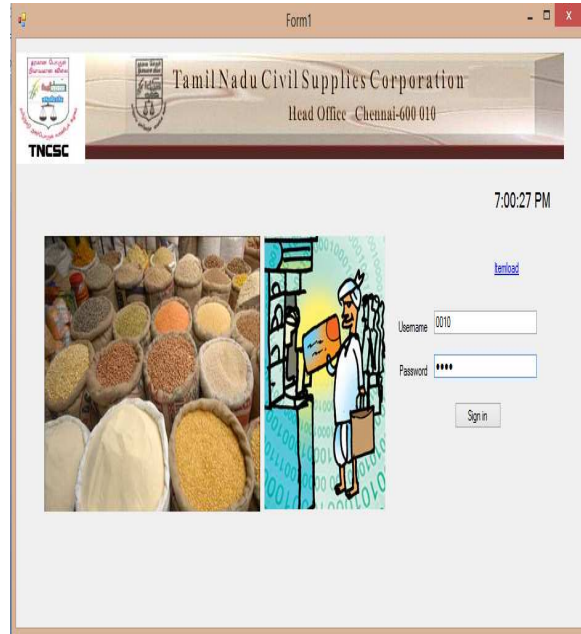 Form1
Tamil Nadu Civil Supplies Corporation
Head Office Chennai-600 010
TNCSC
7:00:27 PM
Itemload
Username 0010
Password ••••
Sign in